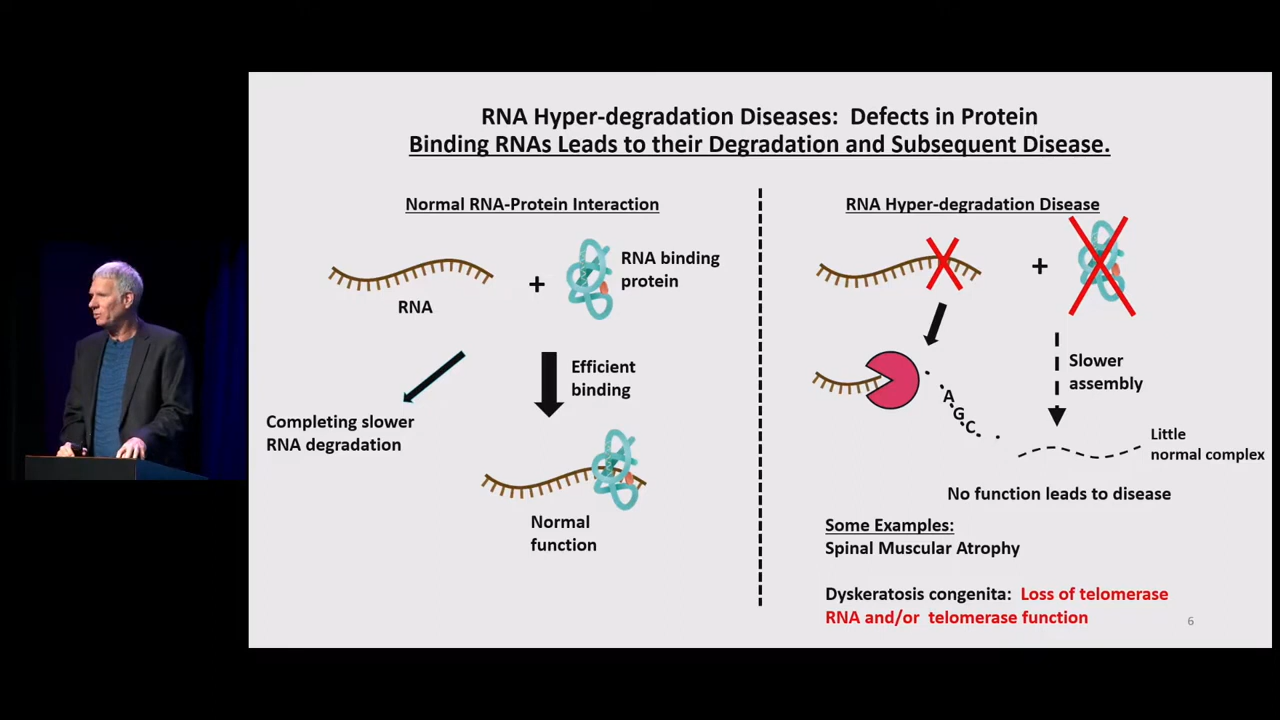 RNA Hyper-degradation Diseases: Defects in Protein
Binding RNAs Leads to their Degradation and Subsequent Disease.
Normal RNA-Protein Interaction
RNA
+
RNA binding
protein
Efficient
binding
Completing slower
RNA degradation
Normal
function
RNA Hyper-degradation Disease
+
A
G
C
Slower
assembly
Little
normal complex
No function leads to disease
Some Examples:
Spinal Muscular Atrophy
Dyskeratosis congenita: Loss of telomerase
RNA and/or telomerase function
6